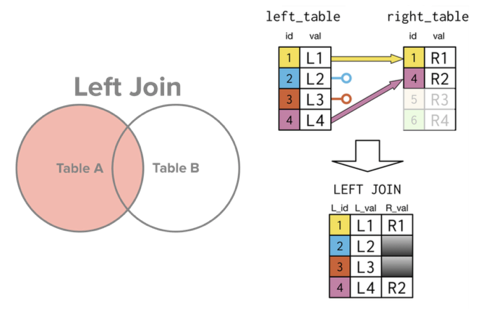 Left Join
Table A Table B
left_table right_table
id val id val
1 L1 1 R1
2 L2 4 R2
3 L3 5 R3
4 L4 6 R4
LEFT JOIN
L_id L_val R_val
1 L1 R1
2 L2
3 L3
4 L4 R2